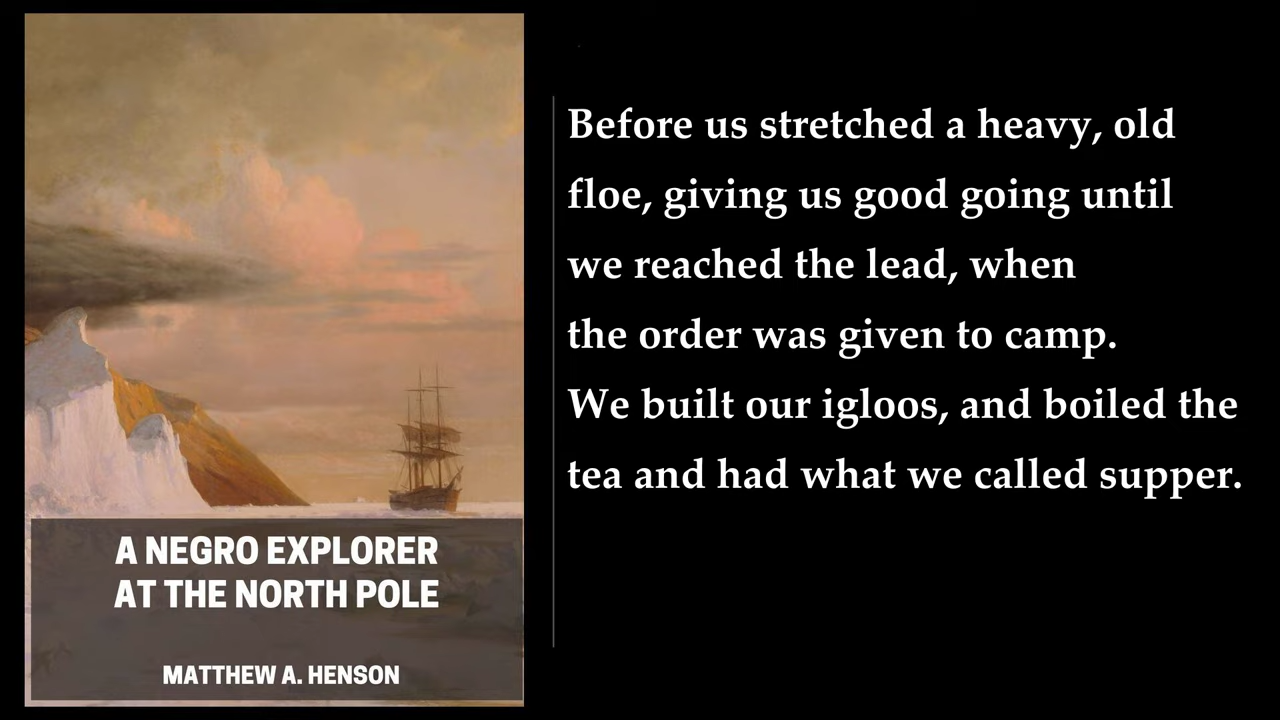 Before us stretched a heavy, old
floe, giving us good going until
we reached the lead, when
the order was given to camp.
We built our igloos, and boiled the
tea and had what we called supper.
A NEGRO EXPLORER
AT THE NORTH POLE
MATTHEW A. HENSON